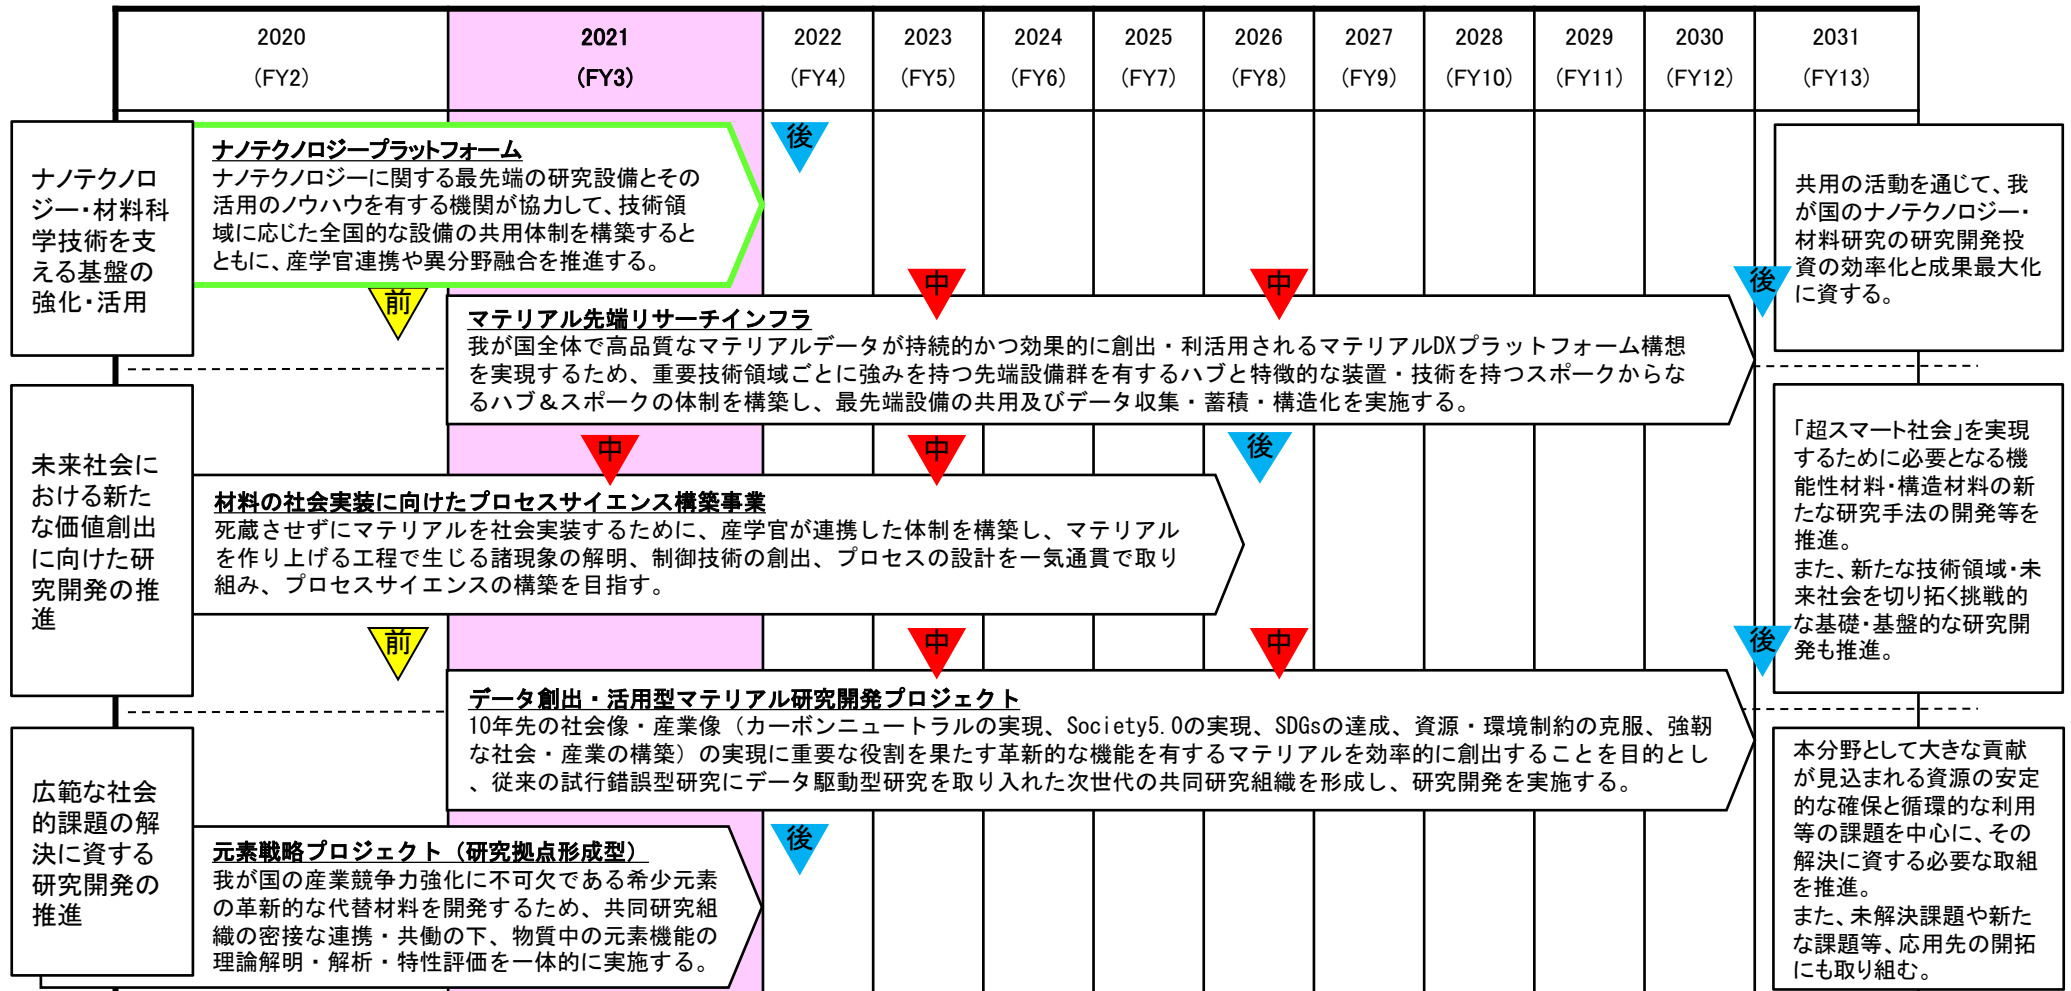 2020
(FY2)
2021
(FY3)
2022
(FY4)
2023
(FY5)
2024
(FY6)
2025
(FY7)
2026
(FY8)
2027
(FY9)
2028
(FY10)
2029
(FY11)
2030
(FY12)
2031
(FY13)
ナノテクノロ
ジー・材料科
学技術を支
える基盤の
強化・活用
ナノテクノロジープラットフォーム
ナノテクノロジーに関する最先端の研究設備とその
活用のノウハウを有する機関が協力して、技術領
域に応じた全国的な設備の共用体制を構築すると
ともに、産学官連携や異分野融合を推進する。
後
前
中
中
後
マテリアル先端リサーチインフラ
我が国全体で高品質なマテリアルデータが持続的かつ効果的に創出・利活用されるマテリアルDXプラットフォーム構想
を実現するため、重要技術領域ごとに強みを持つ先端設備群を有するハブと特徴的な装置・技術を持つスポークからな
るハブ＆スポークの体制を構築し、最先端設備の共用及びデータ収集・蓄積・構造化を実施する。
共用の活動を通じて、我
が国のナノテクノロジー・
材料研究の研究開発投
資の効率化と成果最大化
に資する。
未来社会に
おける新た
な価値創出
に向けた研
究開発の推
進
中
中
後
材料の社会実装に向けたプロセスサイエンス構築事業
死蔵させずにマテリアルを社会実装するために、産学官が連携した体制を構築し、マテリアル
を作り上げる工程で生じる諸現象の解明、制御技術の創出、プロセスの設計を一気通貫で取り
組み、プロセスサイエンスの構築を目指す。
前
中
中
後
データ創出・活用型マテリアル研究開発プロジェクト
10年先の社会像・産業像（カーボンニュートラルの実現、Society5.0の実現、SDGsの達成、資源・環境制約の克服、強靭
な社会・産業の構築）の実現に重要な役割を果たす革新的な機能を有するマテリアルを効率的に創出することを目的とし
、従来の試行錯誤型研究にデータ駆動型研究を取り入れた次世代の共同研究組織を形成し、研究開発を実施する。
「超スマート社会」を実現
するために必要となる機
能性材料・構造材料の新
たな研究手法の開発等を
推進。
また、新たな技術領域・未
来社会を切り拓く挑戦的
な基礎・基盤的な研究開
発も推進。
広範な社会
的課題の解
決に資する
研究開発の
推進
元素戦略プロジェクト（研究拠点形成型）
我が国の産業競争力強化に不可欠である希少元素
の革新的な代替材料を開発するため、共同研究組
織の密接な連携・共働の下、物質中の元素機能の
理論解明・解析・特性評価を一体的に実施する。
後
本分野として大きな貢献
が見込まれる資源の安定
的な確保と循環的な利用
等の課題を中心に、その
解決に資する必要な取組
を推進。
また、未解決課題や新た
な課題等、応用先の開拓
にも取り組む。